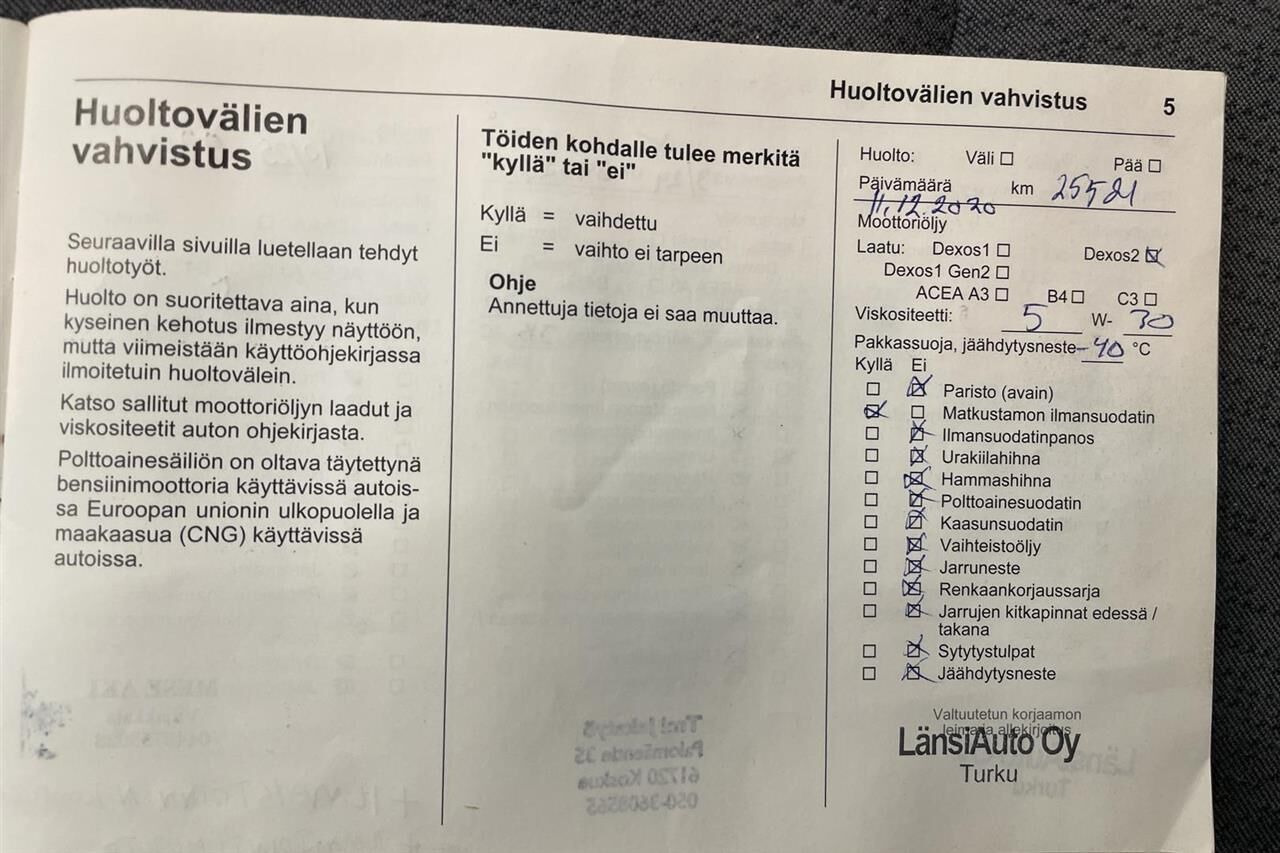 Huoltovälien vahvistus 5
Huoltovälien
vahvistus
Seuraavilla sivuilla luetellaan tehdyt
huoltotyöt.
Huolto on suoritettava aina, kun
kyseinen kehotus ilmestyy näyttöön,
mutta viimeistään käyttöohjekirjassa
ilmoitetuin huoltovälein.
Katso sallitut moottoriöljyn laadut ja
viskositeetit auton ohjekirjasta.
Polttoainesäiliön on oltava täytettynä
bensiinimoottoria käyttävissä autois-
sa Euroopan unionin ulkopuolella ja
maakaasua (CNG) käyttävissä
autoissa.
Töiden kohdalle tulee merkitä
"kyllä" tai "ei"
Kyllä = vaihdettu
Ei = vaihto ei tarpeen
Ohje
Annettuja tietoja ei saa muuttaa.
Huolto: Väli Pää
Päivämäärä km 25521
11.12.2020
Moottoriöljy
Laatu: Dexos1 Dexos2
Dexos1 Gen2
ACEA A3 B4 C3
Viskositeetti: 5 W- 30
Pakkassuoja, jäähdytysneste -40 °C
Kyllä Ei
Paristo (avain)
Matkustamon ilmansuodatin
Ilmansuodatinpanos
Urakiilahihna
Hammashihna
Polttoainesuodatin
Kaasunsuodatin
Vaihteistoöljy
Jarruneste
Renkaankorjaussarja
Jarrujen kitkapinnat edessä /
takana
Sytytystulpat
Jäähdytysneste
Valtuutetun korjaamon
leima ja allekirjoitus
LänsiAuto Oy
Turku